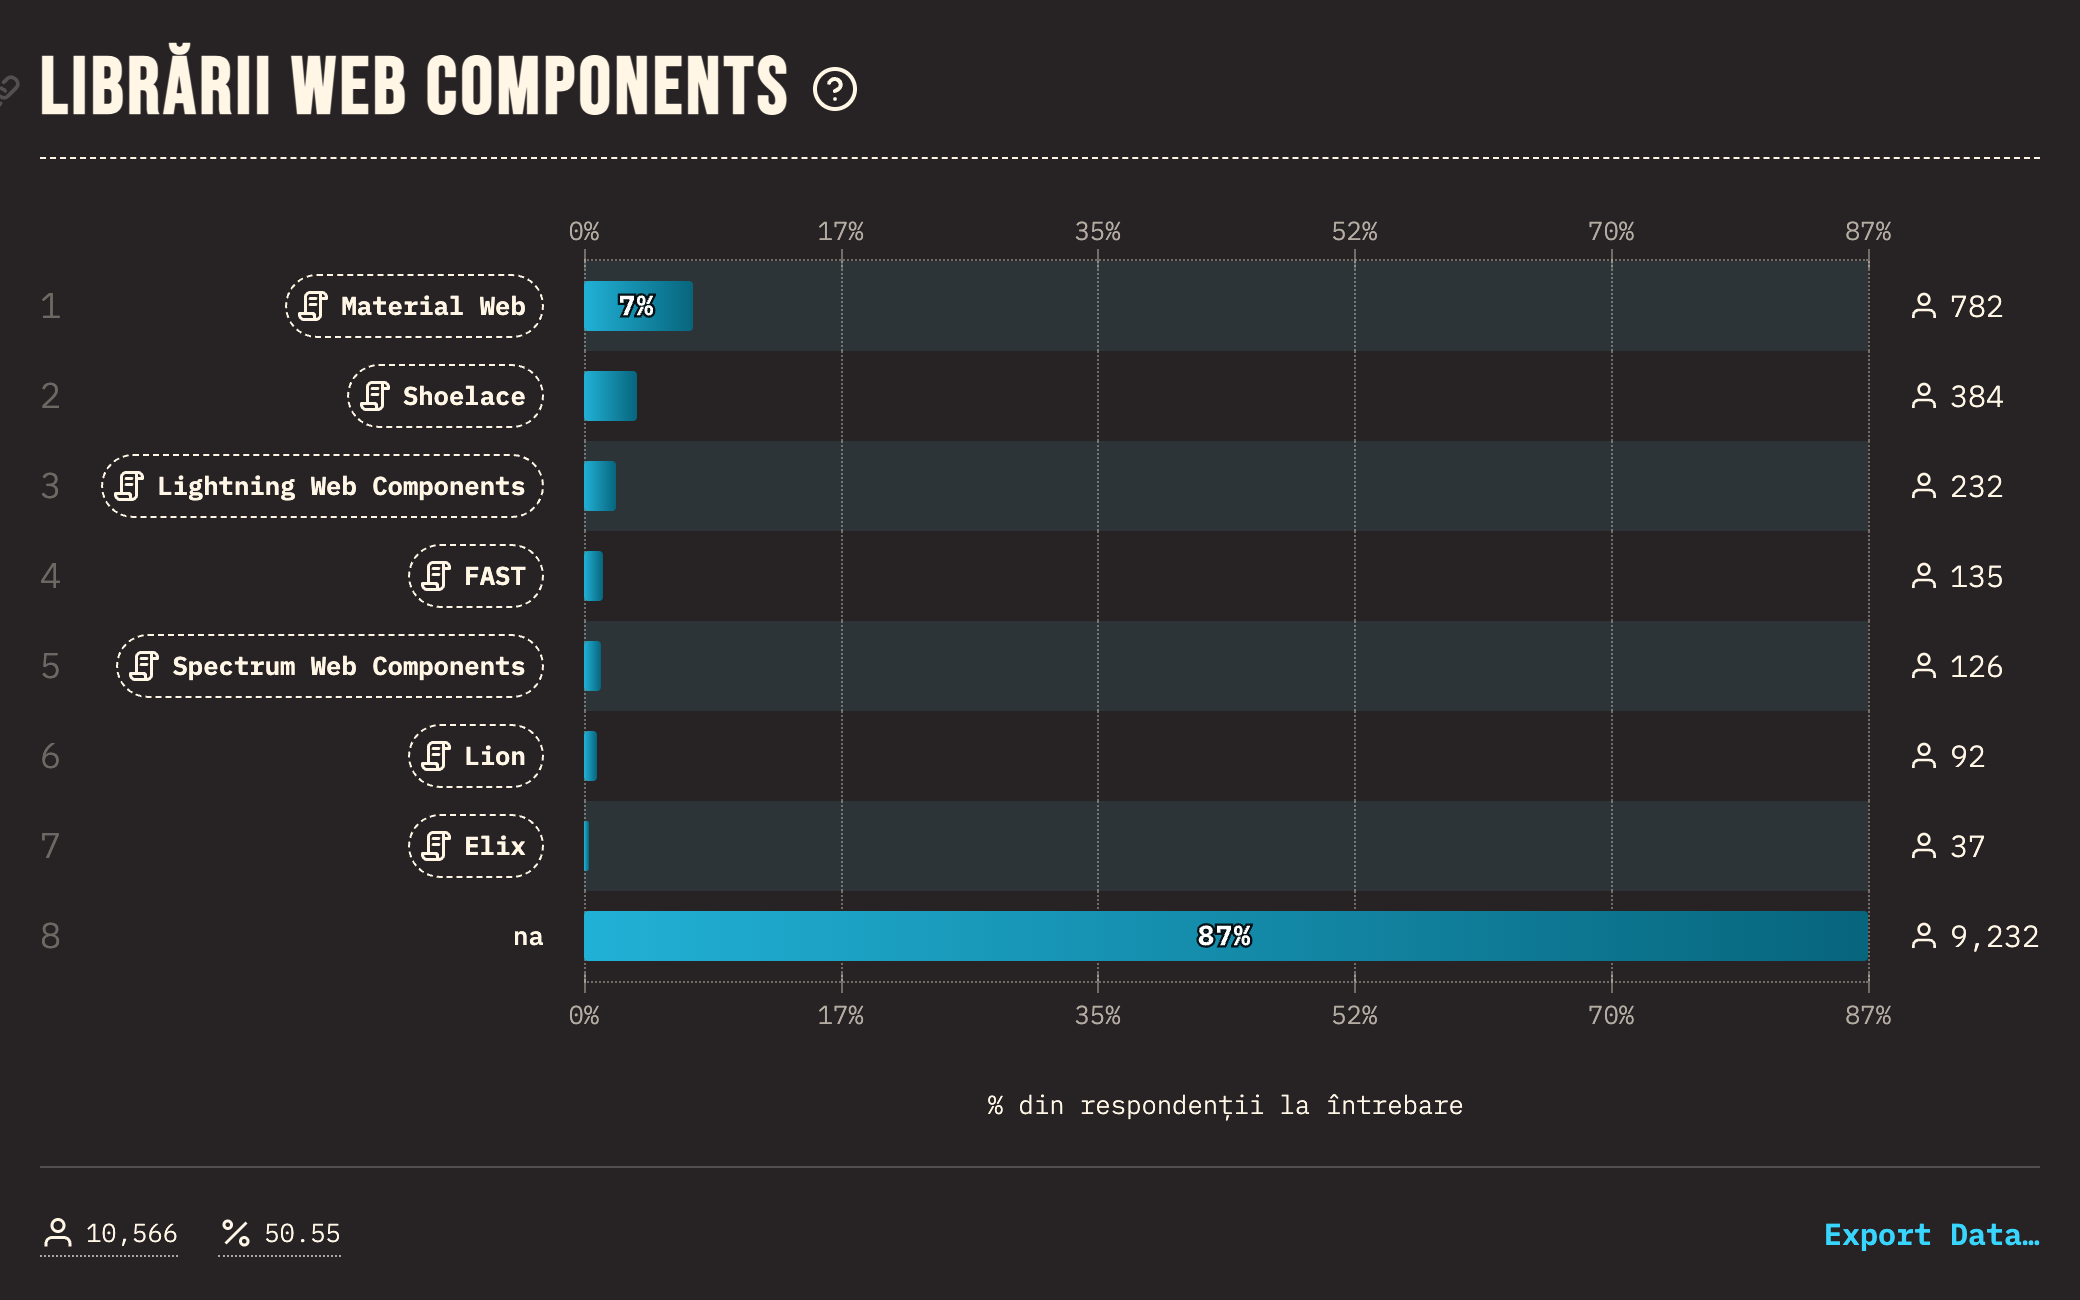 LIBRĂRII WEB COMPONENTS
0% 17% 35% 52% 70% 87%
1 Material Web 7% 782
2 Shoelace 384
3 Lightning Web Components 232
4 FAST 135
5 Spectrum Web Components 126
6 Lion 92
7 Elix 37
8 na 87% 9,232
0% 17% 35% 52% 70% 87%
% din respondenții la întrebare
10,566 % 50.55 Export Data…